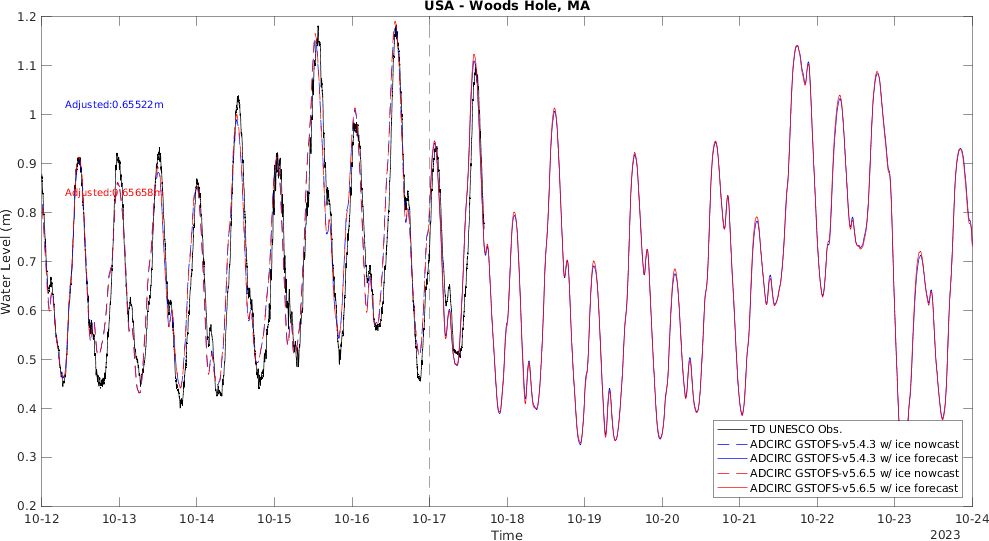 USA - Woods Hole, MA
1.2
1.1
1
0.9
0.8
0.7
0.6
0.5
0.4
0.3
0.2
Water Level (m)
Adjusted:0.65522m
Adjusted:0.65658m
TD UNESCO Obs.
ADCIRC GSTOFS-v5.4.3 w/ ice nowcast
ADCIRC GSTOFS-v5.4.3 w/ ice forecast
ADCIRC GSTOFS-v5.6.5 w/ ice nowcast
ADCIRC GSTOFS-v5.6.5 w/ ice forecast
10-12 10-13 10-14 10-15 10-16 10-17 10-18 10-19 10-20 10-21 10-22 10-23 10-24
Time
2023